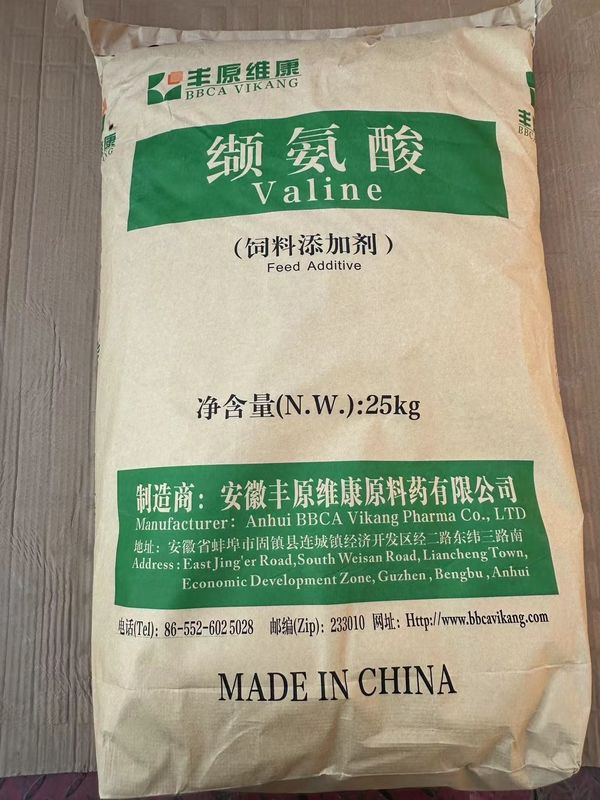 丰原维康
BBCA VIKANG
缬氨酸
Valine
(饲料添加剂)
Feed Additive
净含量(N.W.):25kg
制造商：安徽丰原维康原料药有限公司
Manufacturer: Anhui BBCA Vikang Pharma Co., LTD
地址：安徽省蚌埠市固镇县连城镇经济开发区经二路东纬三路南
Address : East Jing'er Road, South Weisan Road, Liancheng Town,
Economic Development Zone, Guzhen , Bengbu , Anhui
电话(Tel): 86-552-602 5028 邮编(Zip): 233010 网址: Http://www.bbcavikang.com
MADE IN CHINA